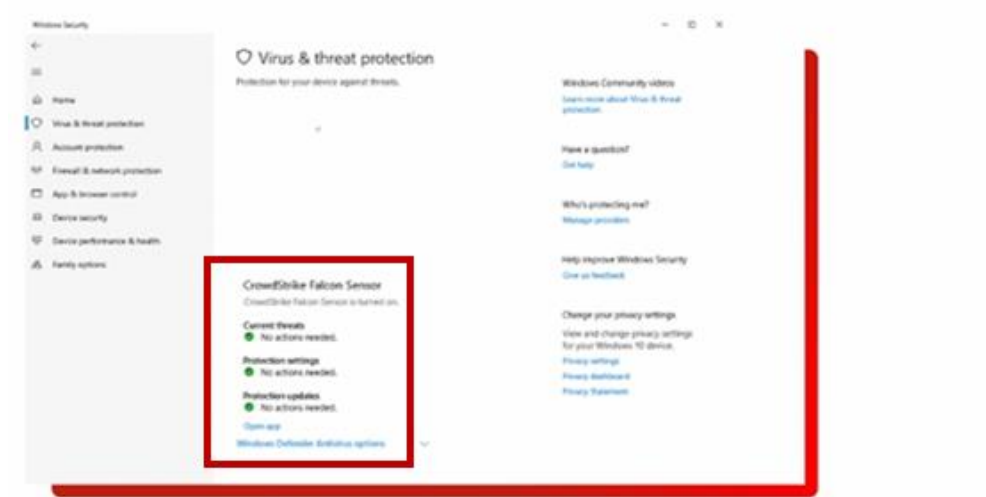 Windows Security
Home
Virus & threat protection
Account protection
Firewall & network protection
App & browser control
Device security
Device performance & health
Family options
Virus & threat protection
Protection for your device against threats.
CrowdStrike Falcon Sensor
CrowdStrike Falcon Sensor is turned on.
Current threats
No actions needed.
Protection settings
No actions needed.
Protection updates
No actions needed.
Open app
Windows Defender Antivirus options
Windows Community videos
Learn more about Virus & threat
protection
Have a question?
Get help
Who's protecting me?
Manage providers
Help improve Windows Security
Give us feedback
Change your privacy settings
View and change privacy settings
for your Windows 10 device.
Privacy settings
Privacy dashboard
Privacy Statement